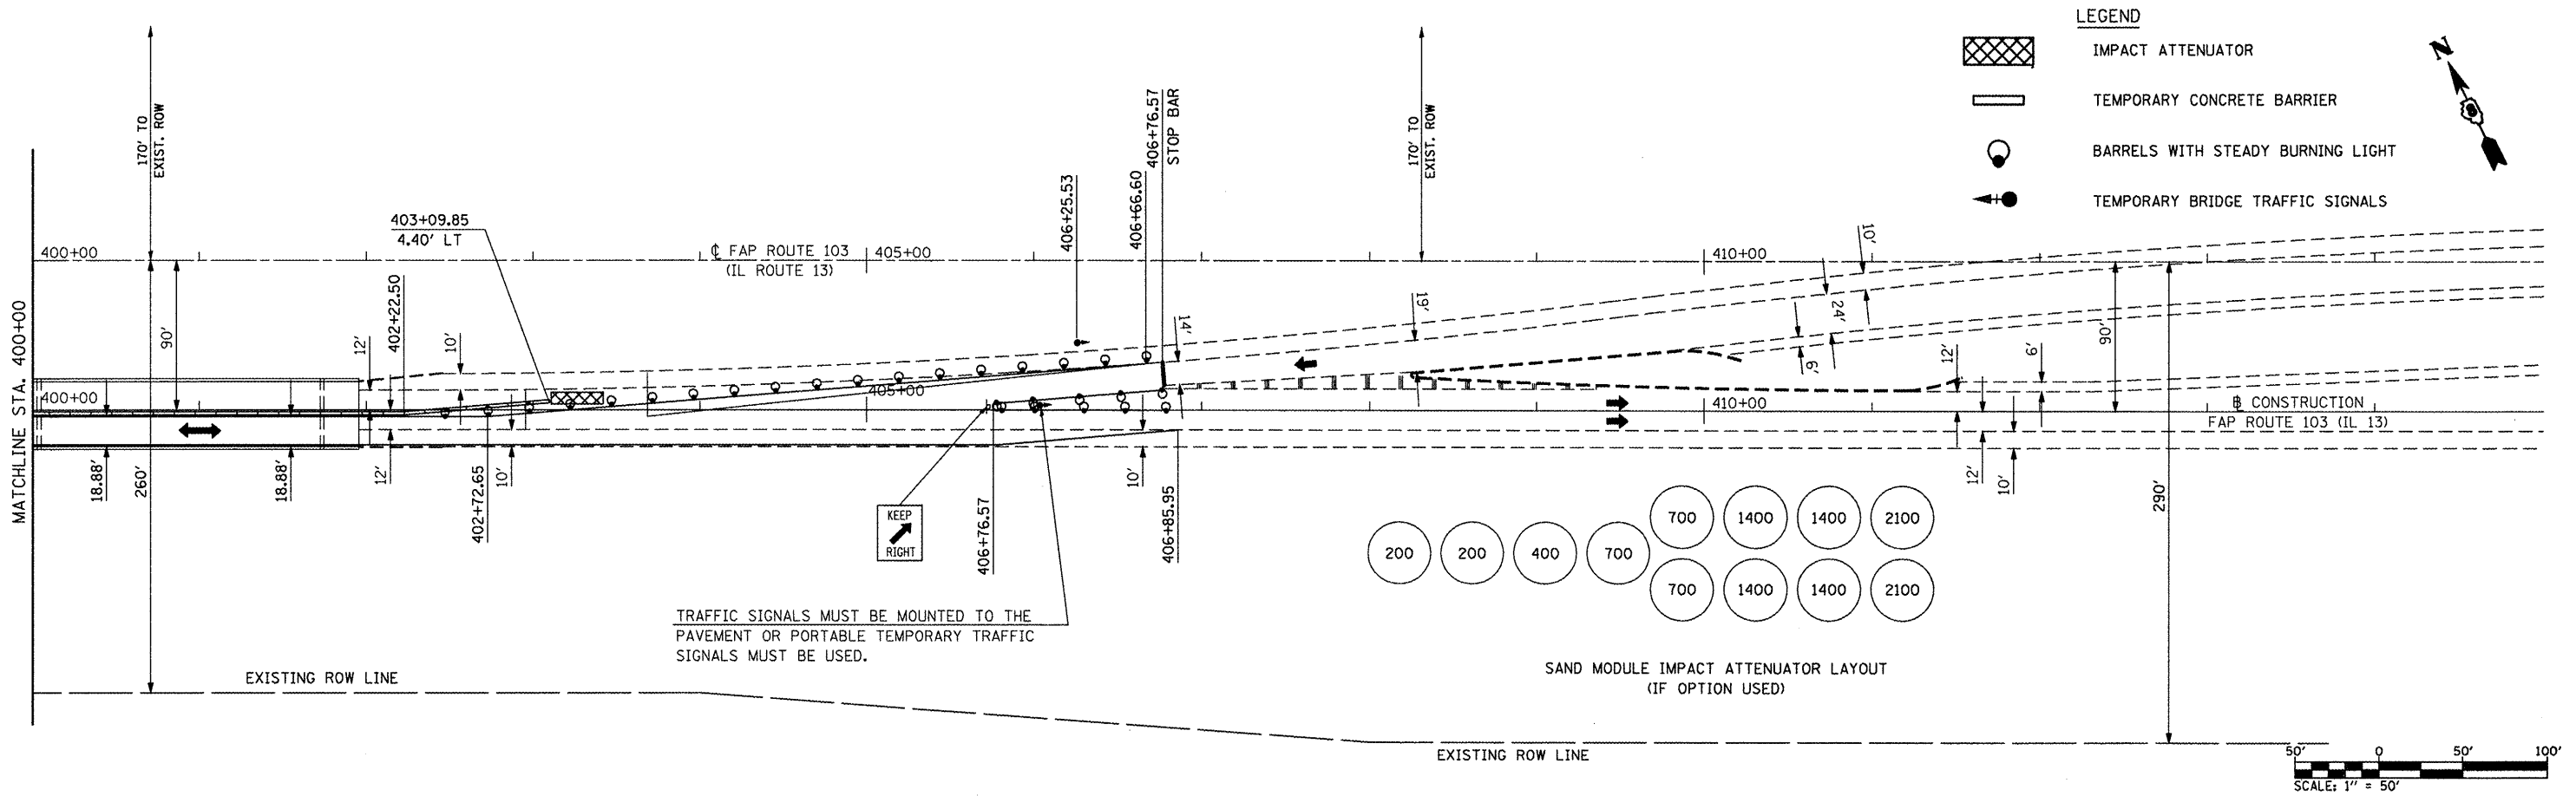 LEGEND
IMPACT ATTENUATOR
TEMPORARY CONCRETE BARRIER
BARRELS WITH STEADY BURNING LIGHT
TEMPORARY BRIDGE TRAFFIC SIGNALS
N
170' TO
EXIST. ROW
170' TO
EXIST. ROW
406+76.57
STOP BAR
406+66.60
406+25.53
403+09.85
4.40' LT
400+00
℄ FAP ROUTE 103
(IL ROUTE 13)
405+00
410+00
10'
24'
6'
19'
14'
MATCHLINE STA. 400+00
90'
12'
402+22.50
10'
400+00
405+00
410+00
12'
6'
90'
℄ CONSTRUCTION
FAP ROUTE 103 (IL 13)
18.88'
260'
18.88'
12'
402+72.65
10'
KEEP
RIGHT
406+76.57
10'
406+85.95
12'
10'
290'
TRAFFIC SIGNALS MUST BE MOUNTED TO THE
PAVEMENT OR PORTABLE TEMPORARY TRAFFIC
SIGNALS MUST BE USED.
700 1400 1400 2100
200 200 400 700
700 1400 1400 2100
SAND MODULE IMPACT ATTENUATOR LAYOUT
(IF OPTION USED)
EXISTING ROW LINE
EXISTING ROW LINE
50' 0 50' 100'
SCALE: 1" = 50'